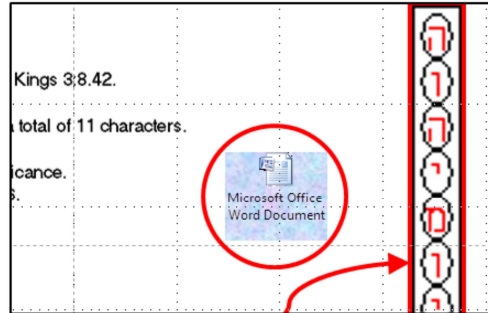 Kings 3.8.42.
total of 11 characters.
icance.
s.
Microsoft Office
Word Document
ה
ו
ה
י
מ
ו